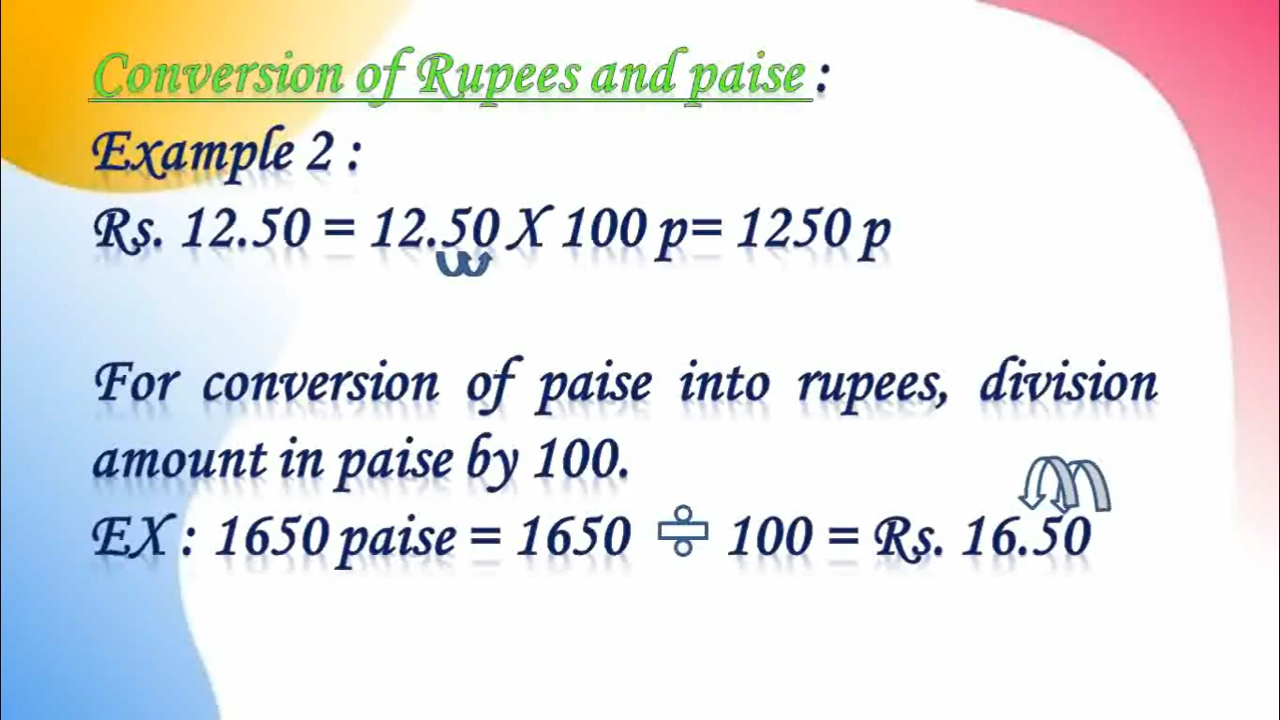 Conversion of Rupees and paise :
Example 2 :
Rs. 12.50 = 12.50 X 100 p= 1250 p
For conversion of paise into rupees, division
amount in paise by 100.
EX : 1650 paise = 1650 ÷ 100 = Rs. 16.50